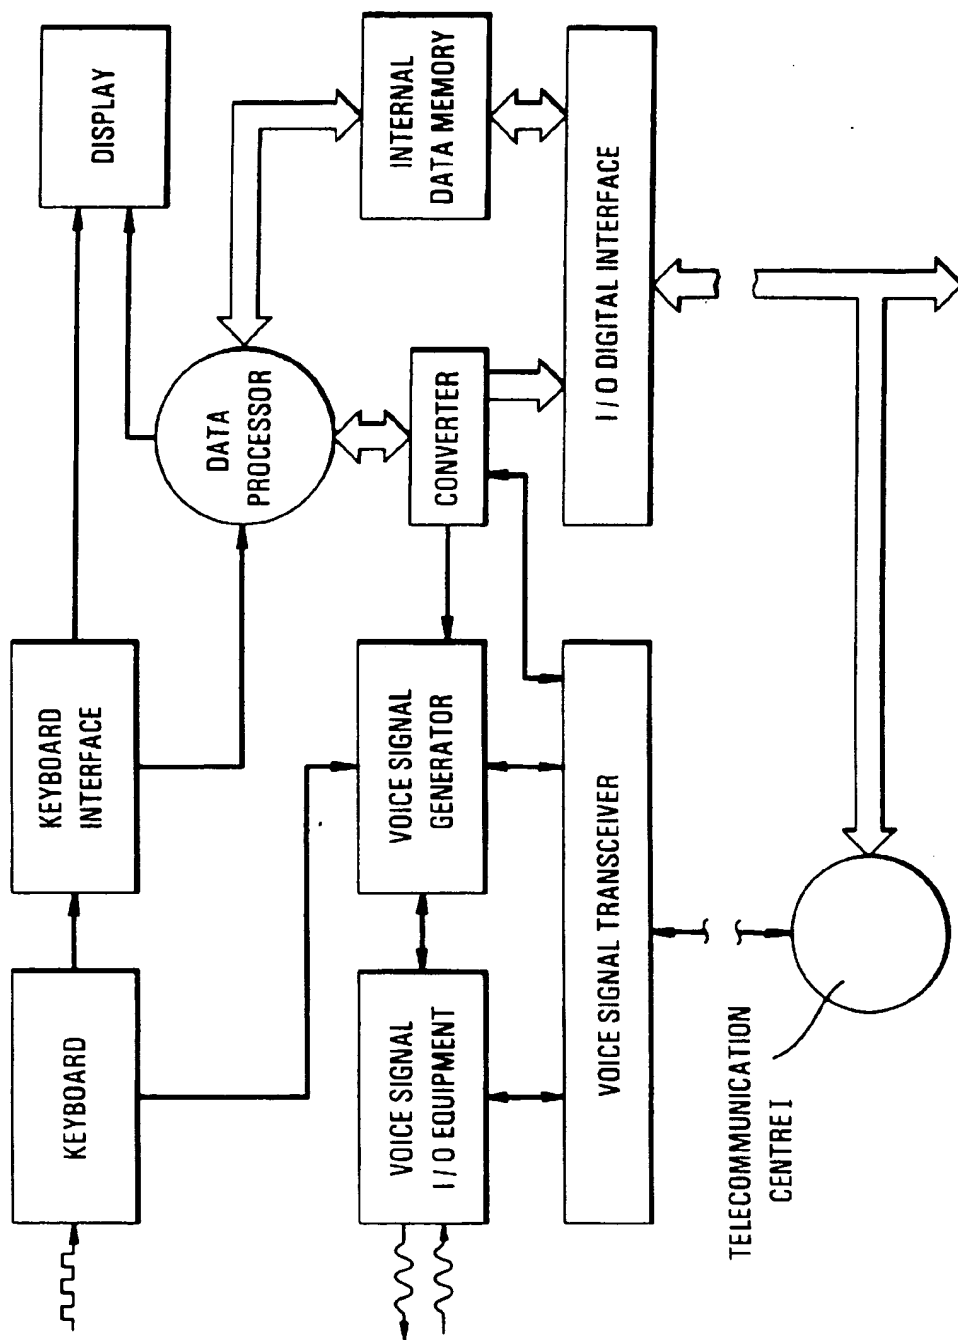 KEYBOARD
KEYBOARD
INTERFACE
DISPLAY
DATA
PROCESSOR
VOICE SIGNAL
I/O EQUIPMENT
VOICE SIGNAL
GENERATOR
CONVERTER
INTERNAL
DATA MEMORY
VOICE SIGNAL TRANSCEIVER
I/O DIGITAL INTERFACE
TELECOMMUNICATION
CENTRE I